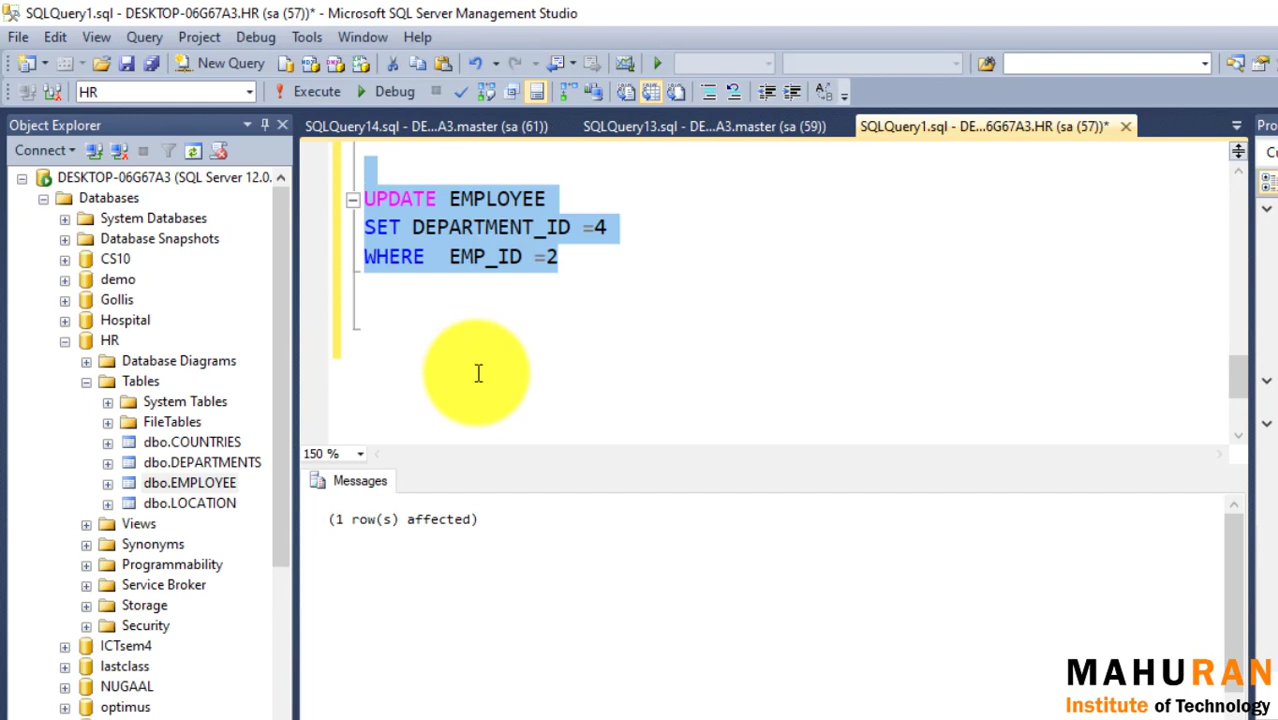 SQLQuery1.sql - DESKTOP-06G67A3.HR (sa (57))* - Microsoft SQL Server Management Studio
File Edit View Query Project Debug Tools Window Help
New Query
HR Execute Debug
Object Explorer
SQLQuery14.sql - DE...A3.master (sa (61)) SQLQuery13.sql - DE...A3.master (sa (59)) SQLQuery1.sql - DE...6G67A3.HR (sa (57))* Pro
Connect
DESKTOP-06G67A3 (SQL Server 12.0.
Databases
System Databases
Database Snapshots
CS10
demo
Gollis
Hospital
HR
Database Diagrams
Tables
System Tables
FileTables
dbo.COUNTRIES
dbo.DEPARTMENTS
dbo.EMPLOYEE
dbo.LOCATION
Views
Synonyms
Programmability
Service Broker
Storage
Security
ICTsem4
lastclass
NUGAAL
optimus
UPDATE EMPLOYEE
SET DEPARTMENT_ID =4
WHERE EMP_ID =2
150 %
Messages
(1 row(s) affected)
Cu
MAHURAN
Institute of Technology